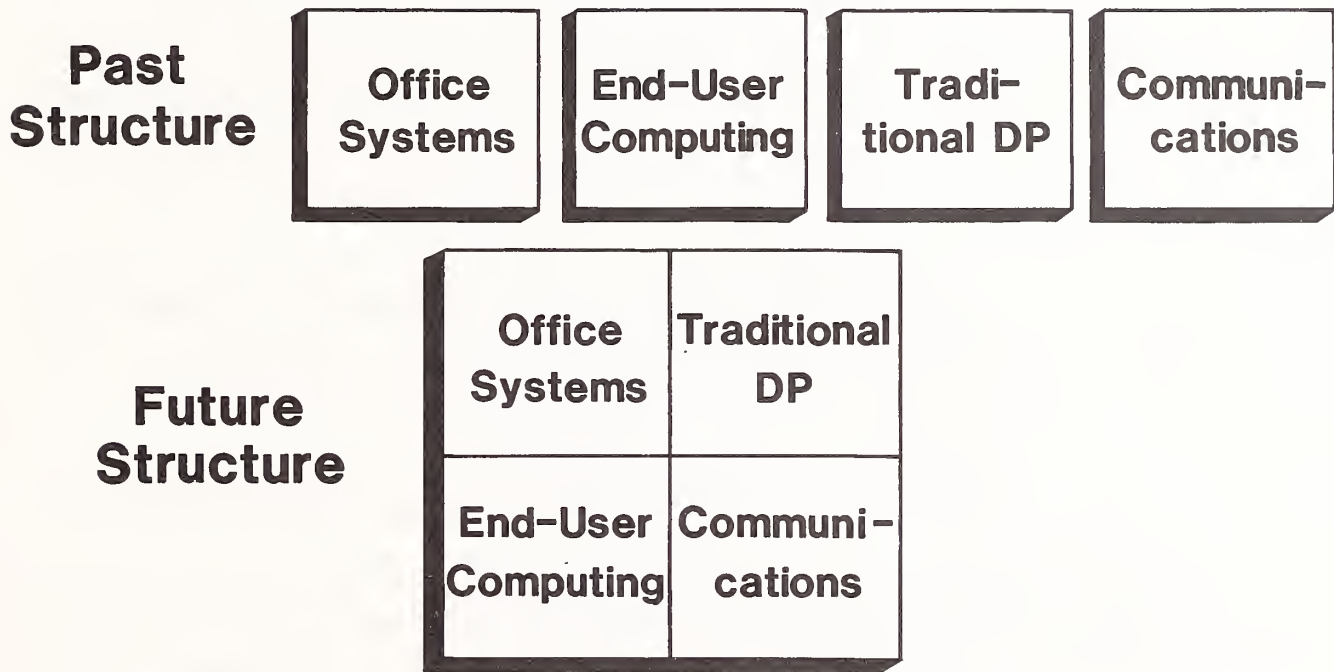 Past
Structure
Office
Systems
End-User
Computing
Tradi-
tional DP
Communi-
cations
Future
Structure
Office
Systems
Traditional
DP
End-User
Computing
Communi-
cations